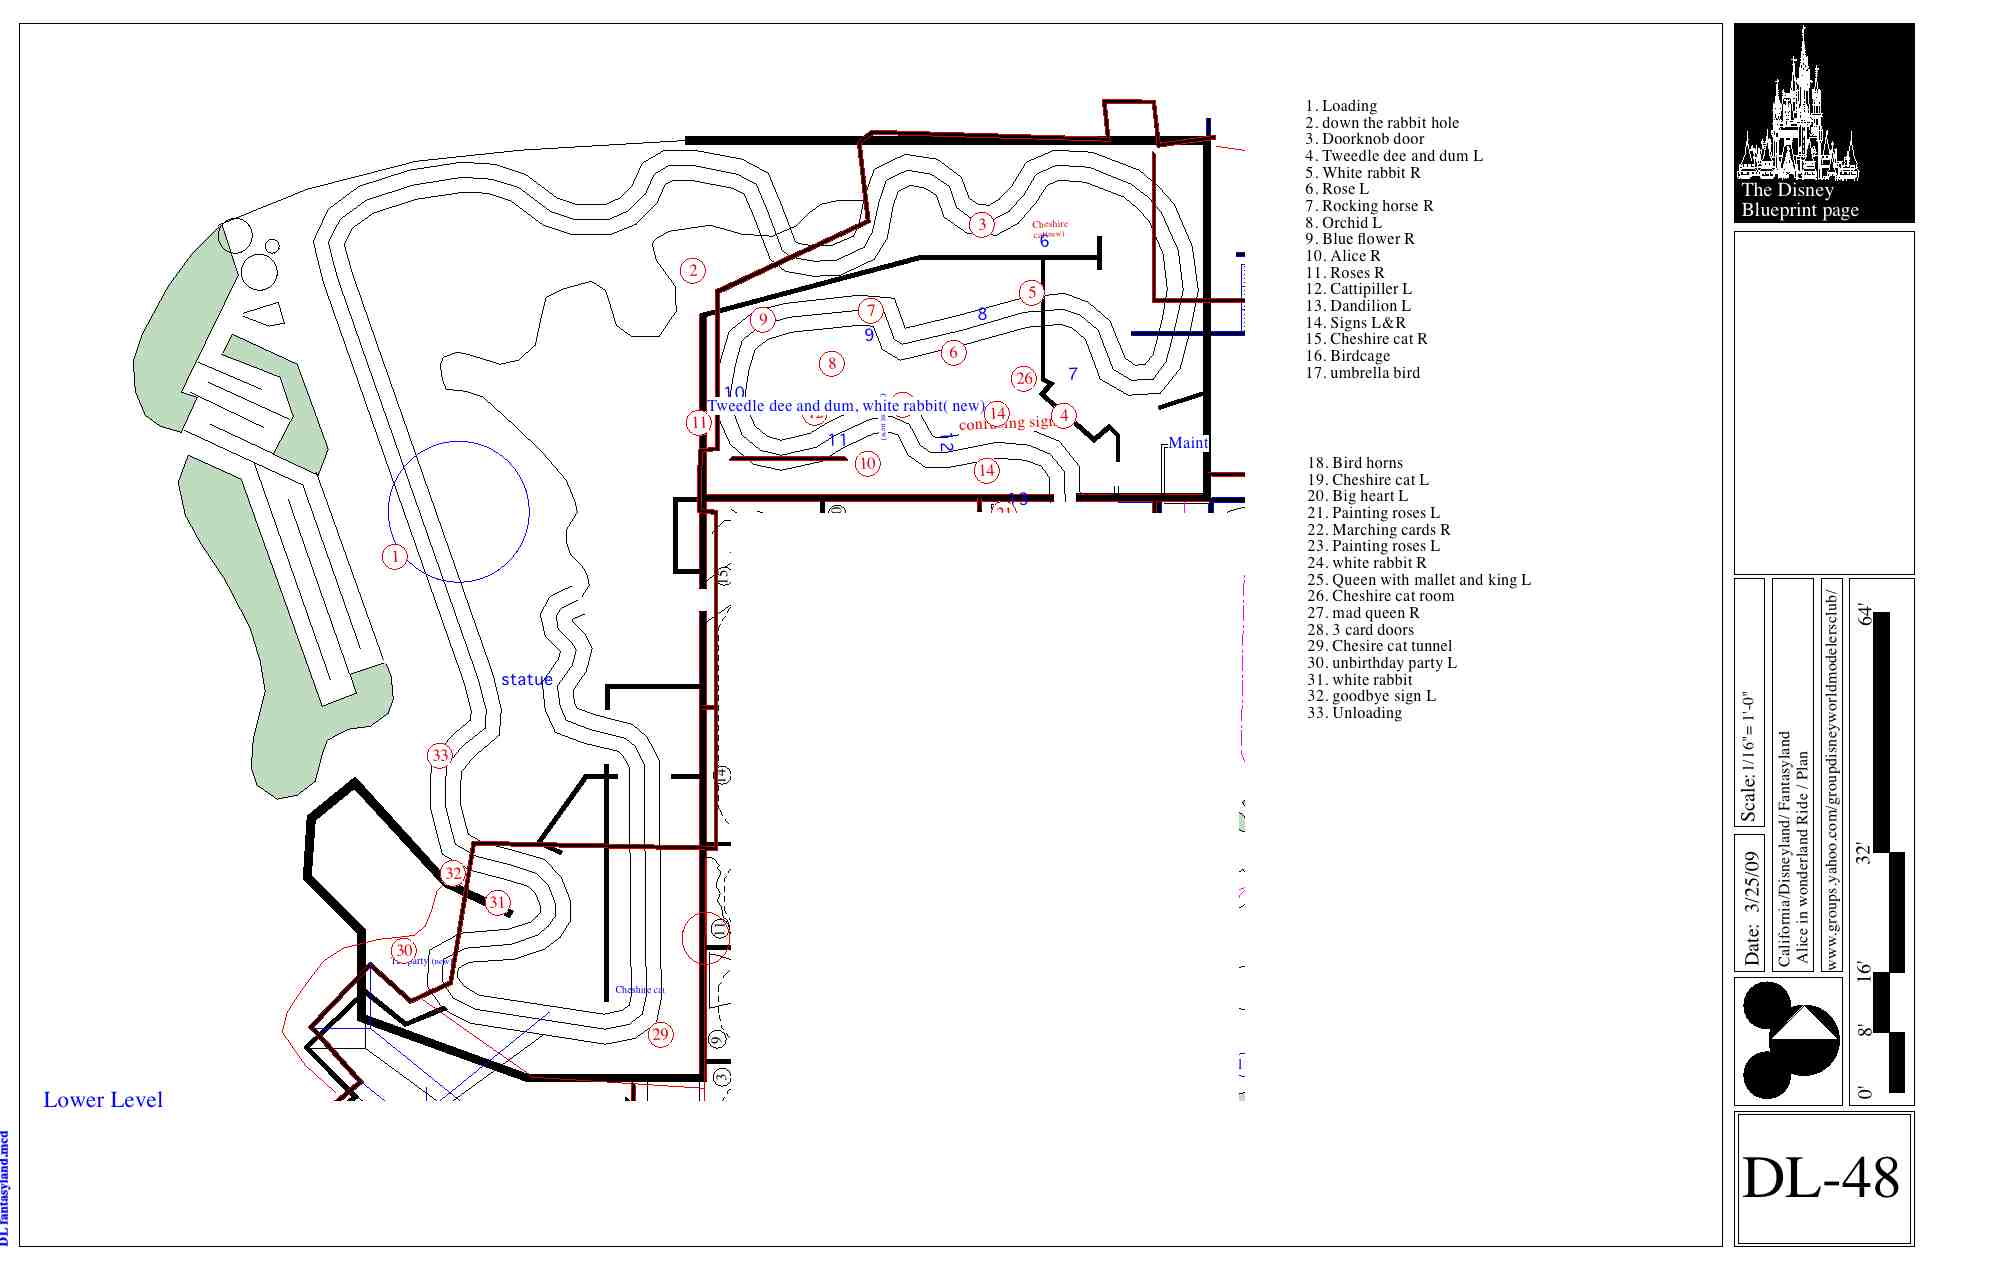 1. Loading
2. down the rabbit hole
3. Doorknob door
4. Tweedle dee and dum L
5. White rabbit R
6. Rose L
7. Rocking horse R
8. Orchid L
9. Blue flower R
10. Alice R
11. Roses R
12. Cattipiller L
13. Dandilion L
14. Signs L&R
15. Cheshire cat R
16. Birdcage
17. umbrella bird
18. Bird horns
19. Cheshire cat L
20. Big heart L
21. Painting roses L
22. Marching cards R
23. Painting roses L
24. white rabbit R
25. Queen with mallet and king L
26. Cheshire cat room
27. mad queen R
28. 3 card doors
29. Chesire cat tunnel
30. unbirthday party L
31. white rabbit
32. goodbye sign L
33. Unloading
3
Cheshire
cat(new)
6
2
5
7
8
9
9
6
8
26
7
10
Tweedle dee and dum, white rabbit( new)
14
4
11
11
12
Maint
10
14
1
15
statue
33
14
32
31
11
30
party (new
Cheshire cat
29
9
3
Lower Level
DL fantasyland.mcd
The Disney
Blueprint page
Scale: 1/16"= 1'-0"
Date: 3/25/09
California/Disneyland/ Fantasyland
Alice in wonderland Ride / Plan
www.groups.yahoo.com/groupdisneyworldmodelersclub/
64'
32'
16'
8'
0'
DL-48